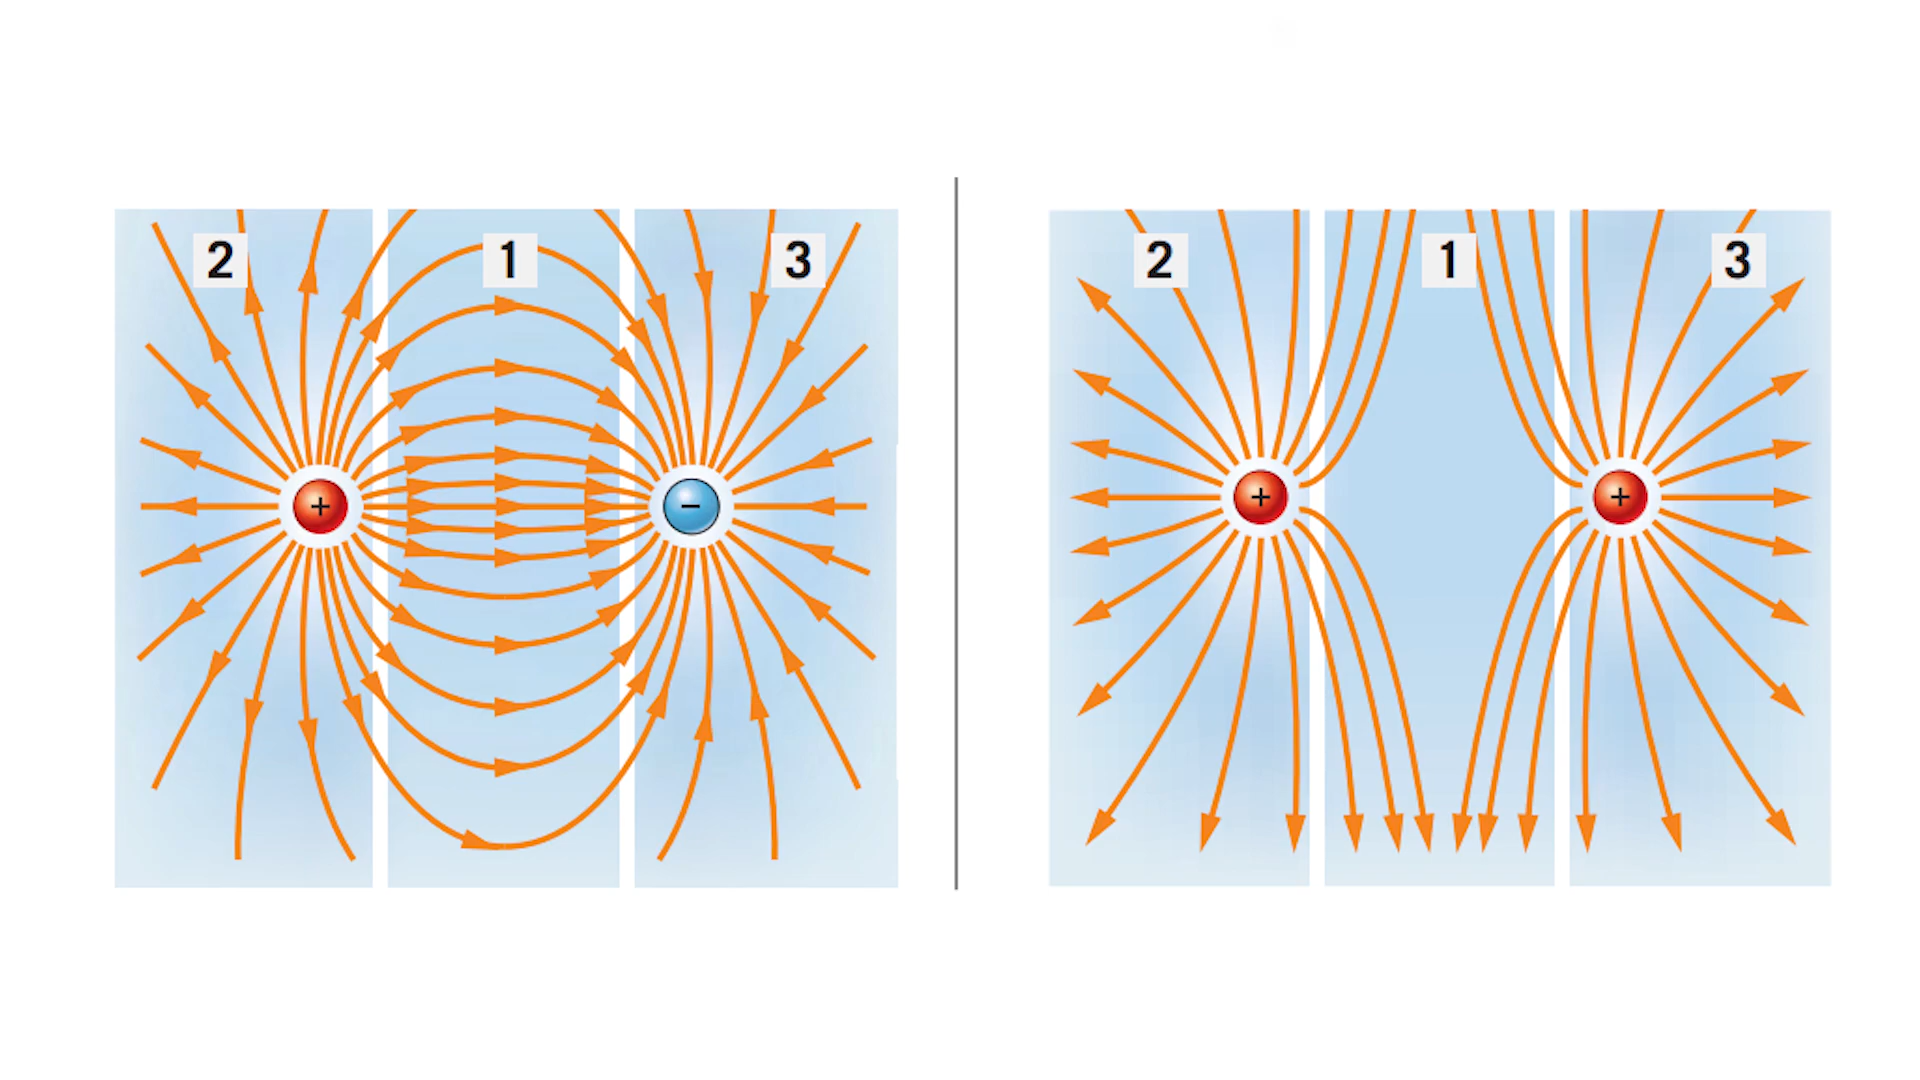 2 1 3
+ −
2 1 3
+ +